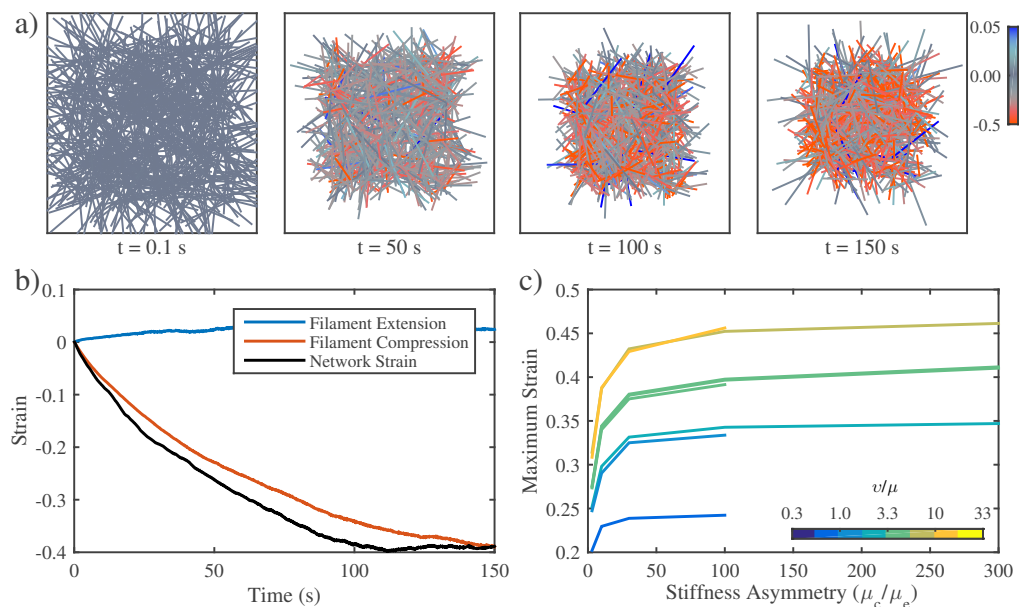 a)
0.05
0.00
-0.5
t = 0.1 s
t = 50 s
t = 100 s
t = 150 s
b)
0.1
0
-0.1
-0.2
-0.3
-0.4
Strain
Filament Extension
Filament Compression
Network Strain
0 50 100 150
Time (s)
c)
0.5
0.45
0.4
0.35
0.3
0.25
0.2
Maximum Strain
υ/μ
0.3 1.0 3.3 10 33
0 50 100 150 200 250 300
Stiffness Asymmetry (μ_c/μ_e)